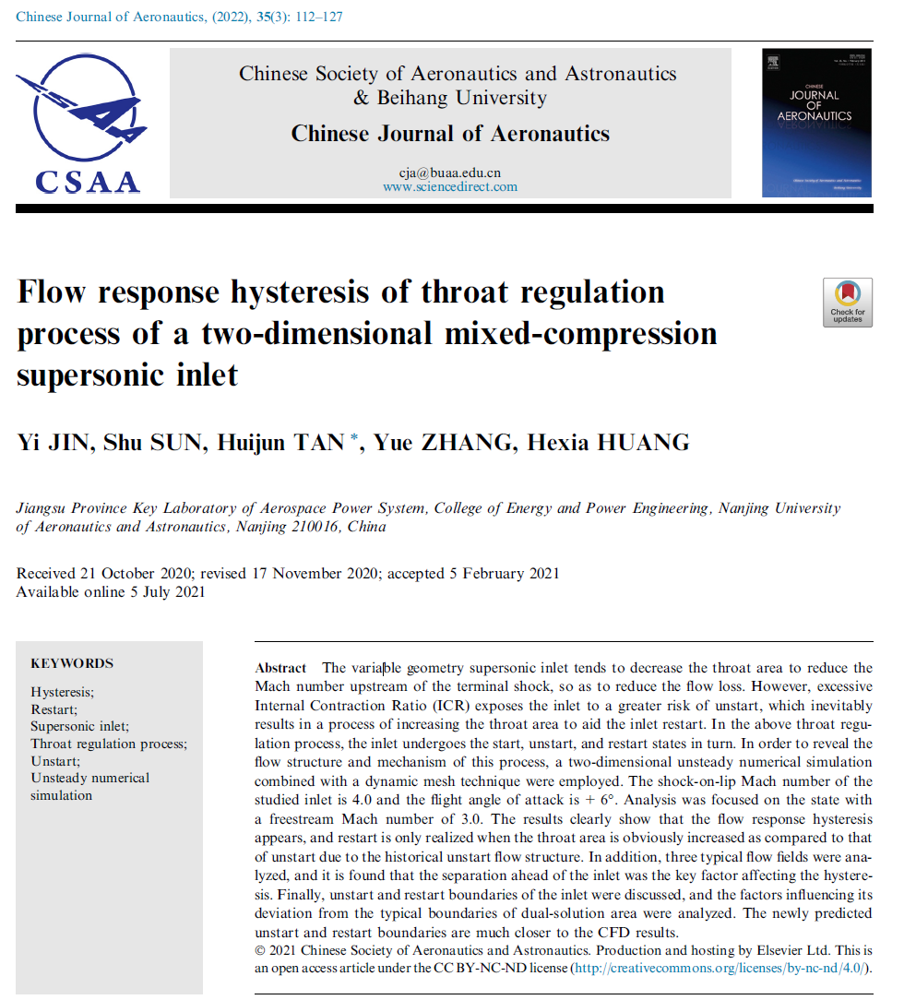 Chinese Journal of Aeronautics, (2022), 35(3): 112–127
Chinese Society of Aeronautics and Astronautics
& Beihang University
Chinese Journal of Aeronautics
cja@buaa.edu.cn
www.sciencedirect.com
CSAA
CHINESE
JOURNAL
OF
AERONAUTICS
Flow response hysteresis of throat regulation
process of a two-dimensional mixed-compression
supersonic inlet
Check for
updates
Yi JIN, Shu SUN, Huijun TAN *, Yue ZHANG, Hexia HUANG
Jiangsu Province Key Laboratory of Aerospace Power System, College of Energy and Power Engineering, Nanjing University
of Aeronautics and Astronautics, Nanjing 210016, China
Received 21 October 2020; revised 17 November 2020; accepted 5 February 2021
Available online 5 July 2021
KEYWORDS
Hysteresis;
Restart;
Supersonic inlet;
Throat regulation process;
Unstart;
Unsteady numerical
simulation
Abstract The variable geometry supersonic inlet tends to decrease the throat area to reduce the
Mach number upstream of the terminal shock, so as to reduce the flow loss. However, excessive
Internal Contraction Ratio (ICR) exposes the inlet to a greater risk of unstart, which inevitably
results in a process of increasing the throat area to aid the inlet restart. In the above throat regu-
lation process, the inlet undergoes the start, unstart, and restart states in turn. In order to reveal the
flow structure and mechanism of this process, a two-dimensional unsteady numerical simulation
combined with a dynamic mesh technique were employed. The shock-on-lip Mach number of the
studied inlet is 4.0 and the flight angle of attack is + 6°. Analysis was focused on the state with
a freestream Mach number of 3.0. The results clearly show that the flow response hysteresis
appears, and restart is only realized when the throat area is obviously increased as compared to that
of unstart due to the historical unstart flow structure. In addition, three typical flow fields were ana-
lyzed, and it is found that the separation ahead of the inlet was the key factor affecting the hystere-
sis. Finally, unstart and restart boundaries of the inlet were discussed, and the factors influencing its
deviation from the typical boundaries of dual-solution area were analyzed. The newly predicted
unstart and restart boundaries are much closer to the CFD results.
© 2021 Chinese Society of Aeronautics and Astronautics. Production and hosting by Elsevier Ltd. This is
an open access article under the CC BY-NC-ND license (http://creativecommons.org/licenses/by-nc-nd/4.0/).